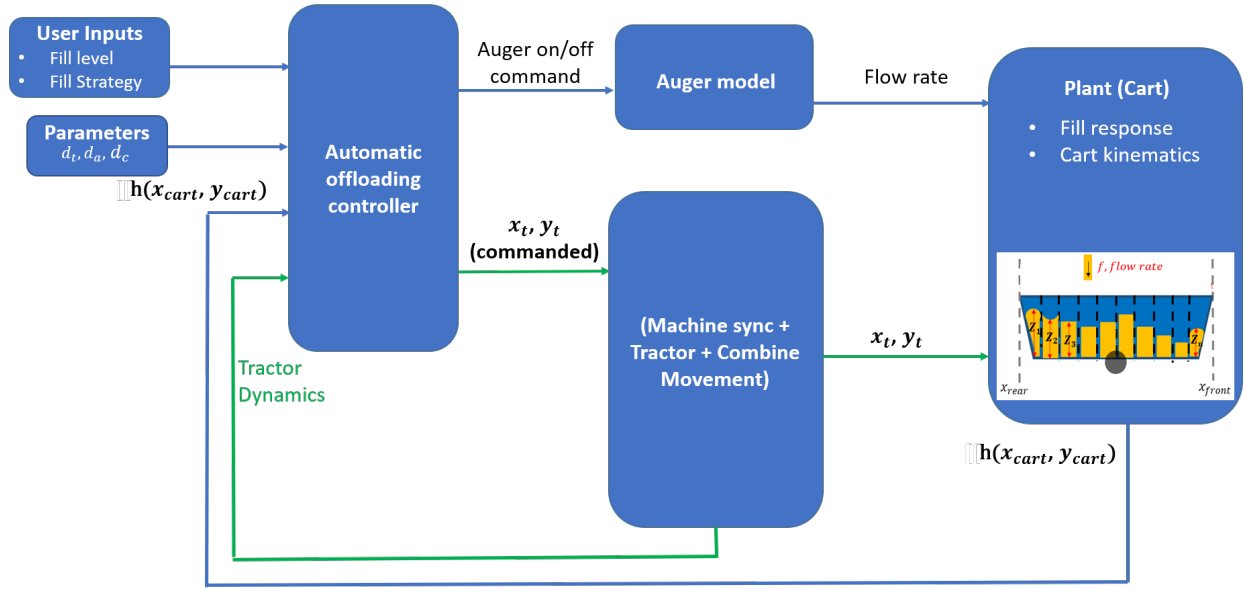 User Inputs
• Fill level
• Fill Strategy
Parameters
d_t, d_a, d_c
h(x_cart, y_cart)
Automatic
offloading
controller
Auger on/off
command
Auger model
Flow rate
Plant (Cart)
• Fill response
• Cart kinematics
x_t, y_t
(commanded)
(Machine sync +
Tractor + Combine
Movement)
x_t, y_t
Tractor
Dynamics
f, flow rate
Z_1
Z_2
Z_3
x_rear
x_front
h(x_cart, y_cart)